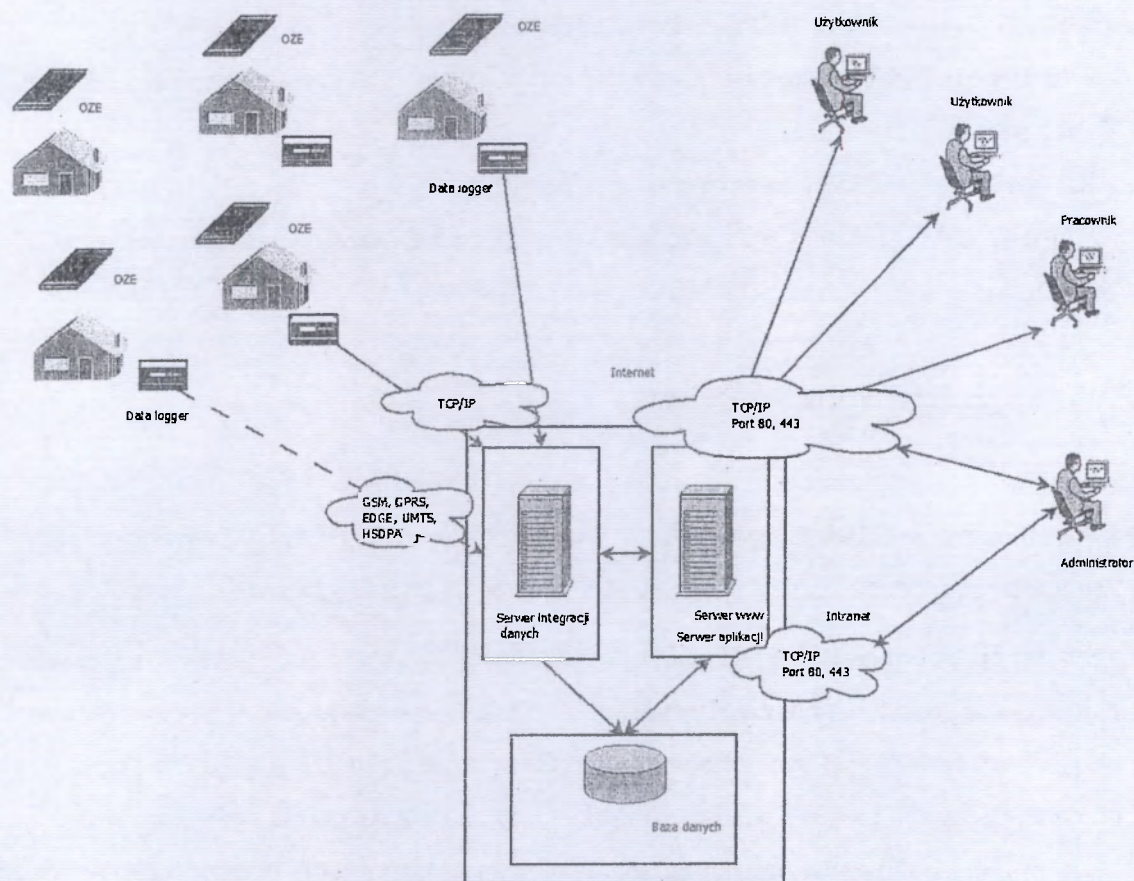 Użytkownik
OZE
OZE
OZE
Użytkownik
Data logger
Pracownik
OZE
OZE
Internet
TCP/IP
TCP/IP
Port 80, 443
Data logger
GSM, GPRS,
EDGE, UMTS,
HSDPA
Administrator
Serwer integracji
danych
Serwer www
Serwer aplikacji
Intranet
TCP/IP
Port 80, 443
Baza danych